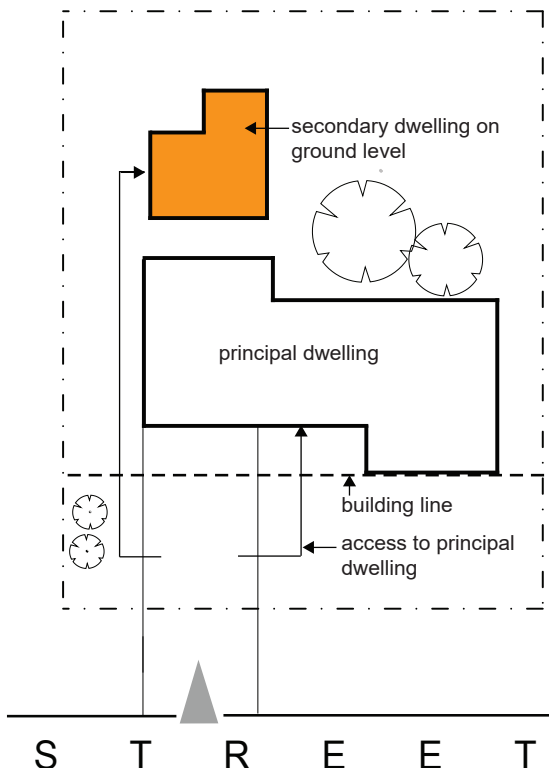 secondary dwelling on
ground level
principal dwelling
building line
access to principal
dwelling
S T R E E T